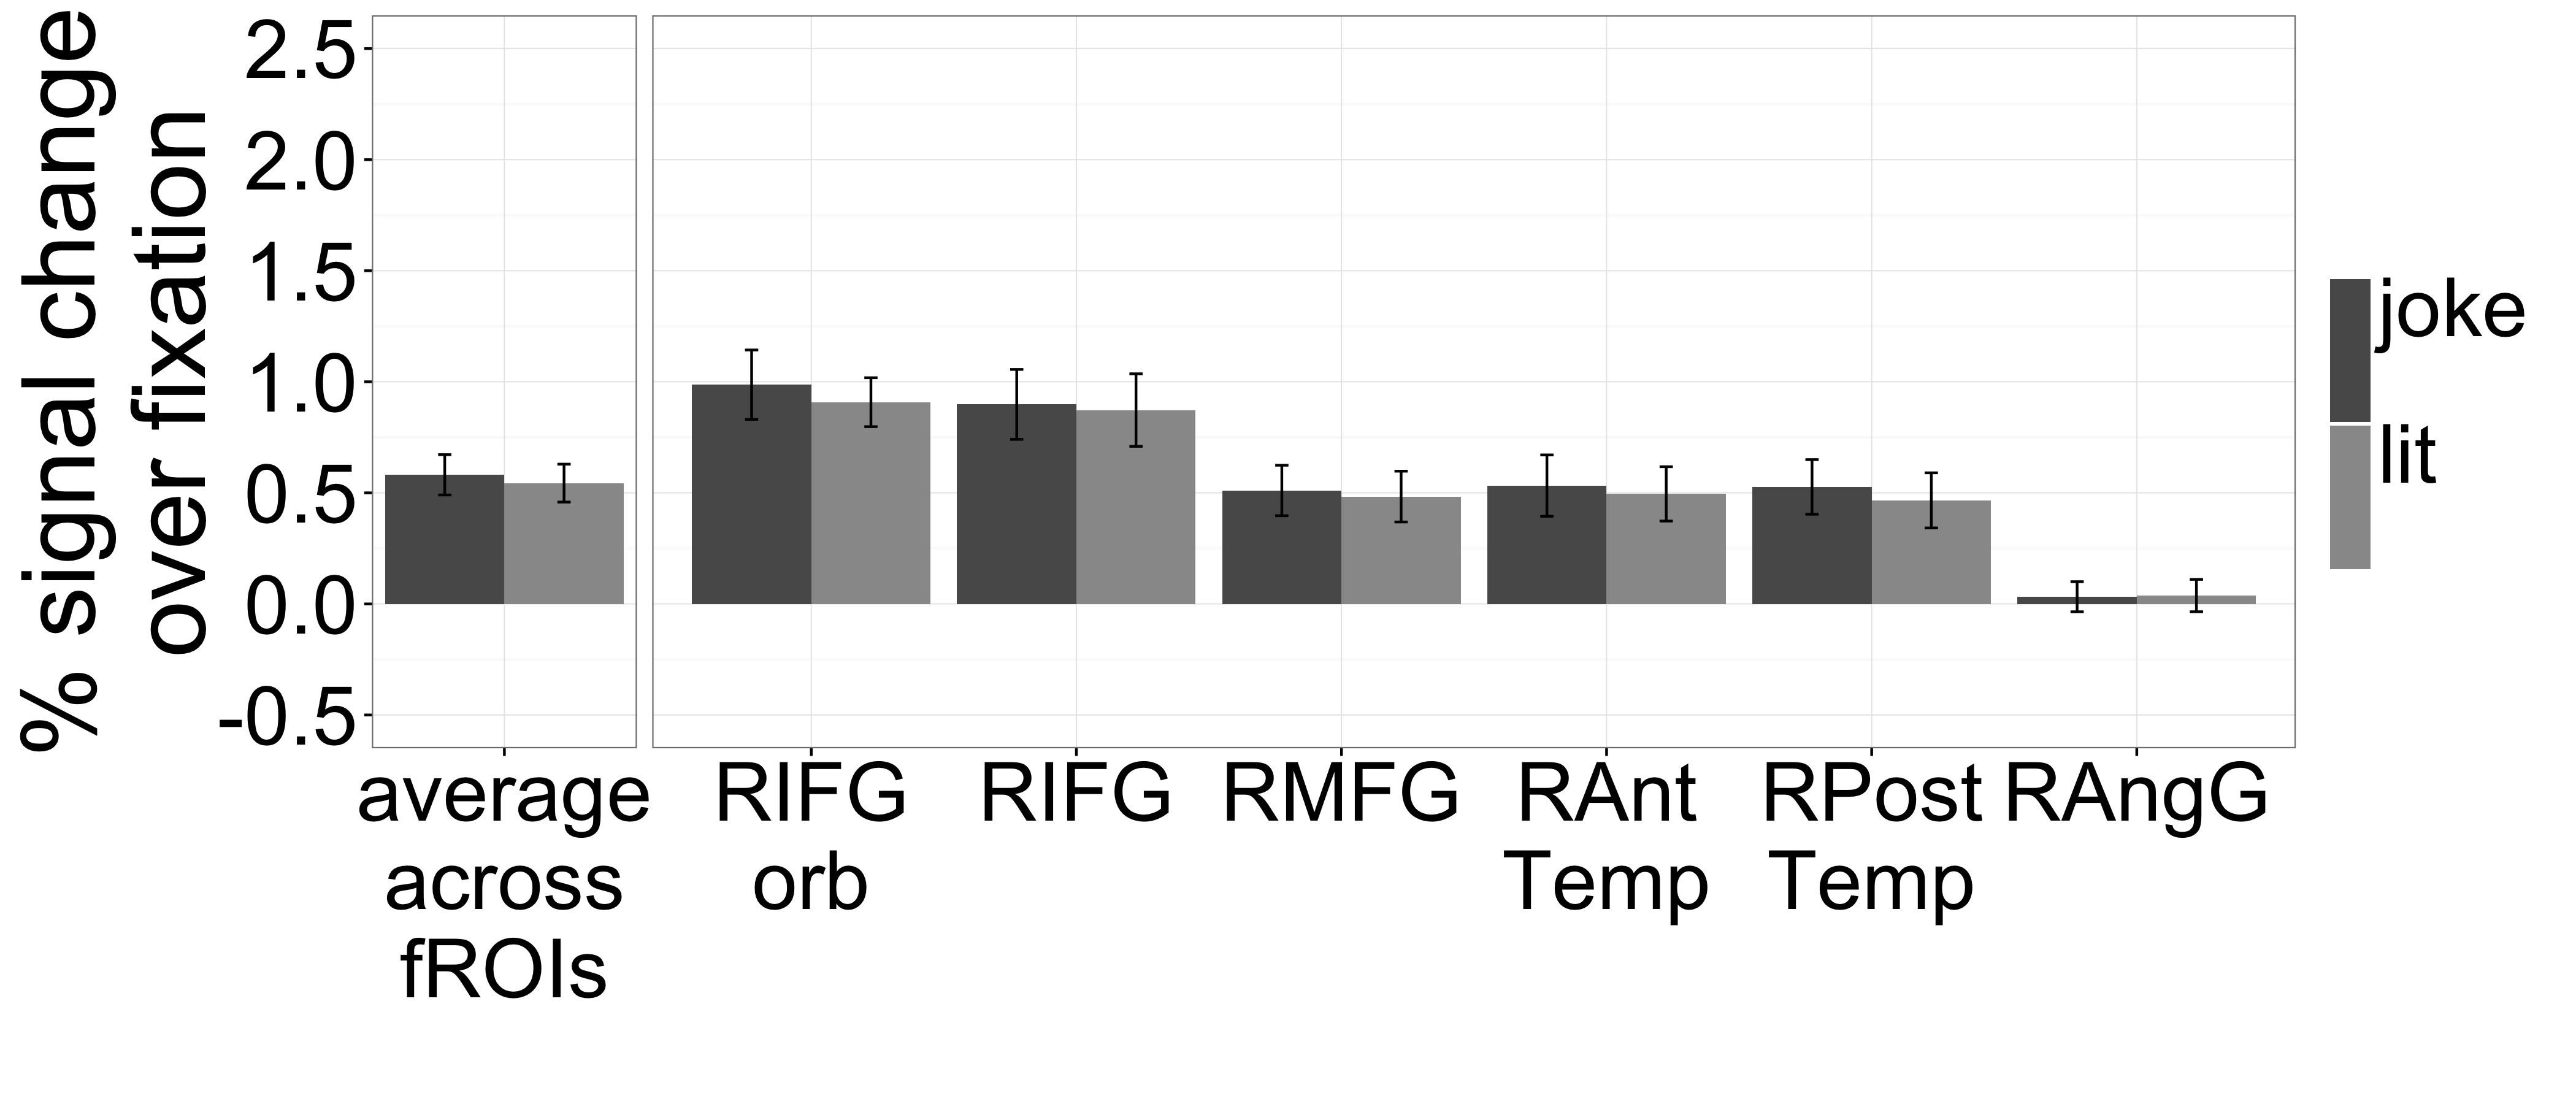 % signal change
over fixation
2.5
2.0
1.5
1.0
0.5
0.0
-0.5
average
across
fROIs
RIFG
orb
RIFG
RMFG
RAnt
Temp
RPost
Temp
RAngG
joke
lit